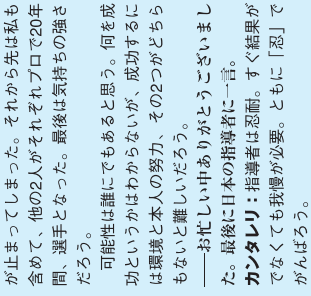 が止まってしまった。それから先は私も
含めて、他の2人がそれぞれプロで20年
間、選手となった。最後は気持ちの強さ
だろう。
　可能性は誰にでもあると思う。何を成
功というかはわからないが、成功するに
は環境と本人の努力、その2つがどちら
もないと難しいだろう。
――お忙しい中ありがとうございまし
た。最後に日本の指導者に一言。
カンタレリ：指導者は忍耐。すぐ結果が
でなくても我慢が必要。ともに「忍」で
がんばろう。